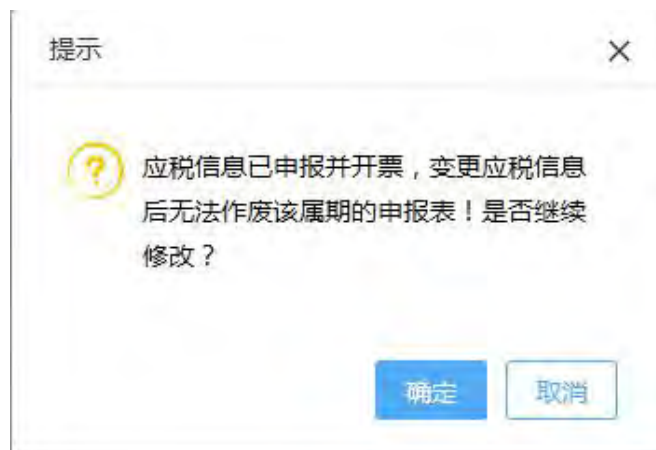 提示
应税信息已申报并开票，变更应税信息
后无法作废该属期的申报表！是否继续
修改？
确定
取消